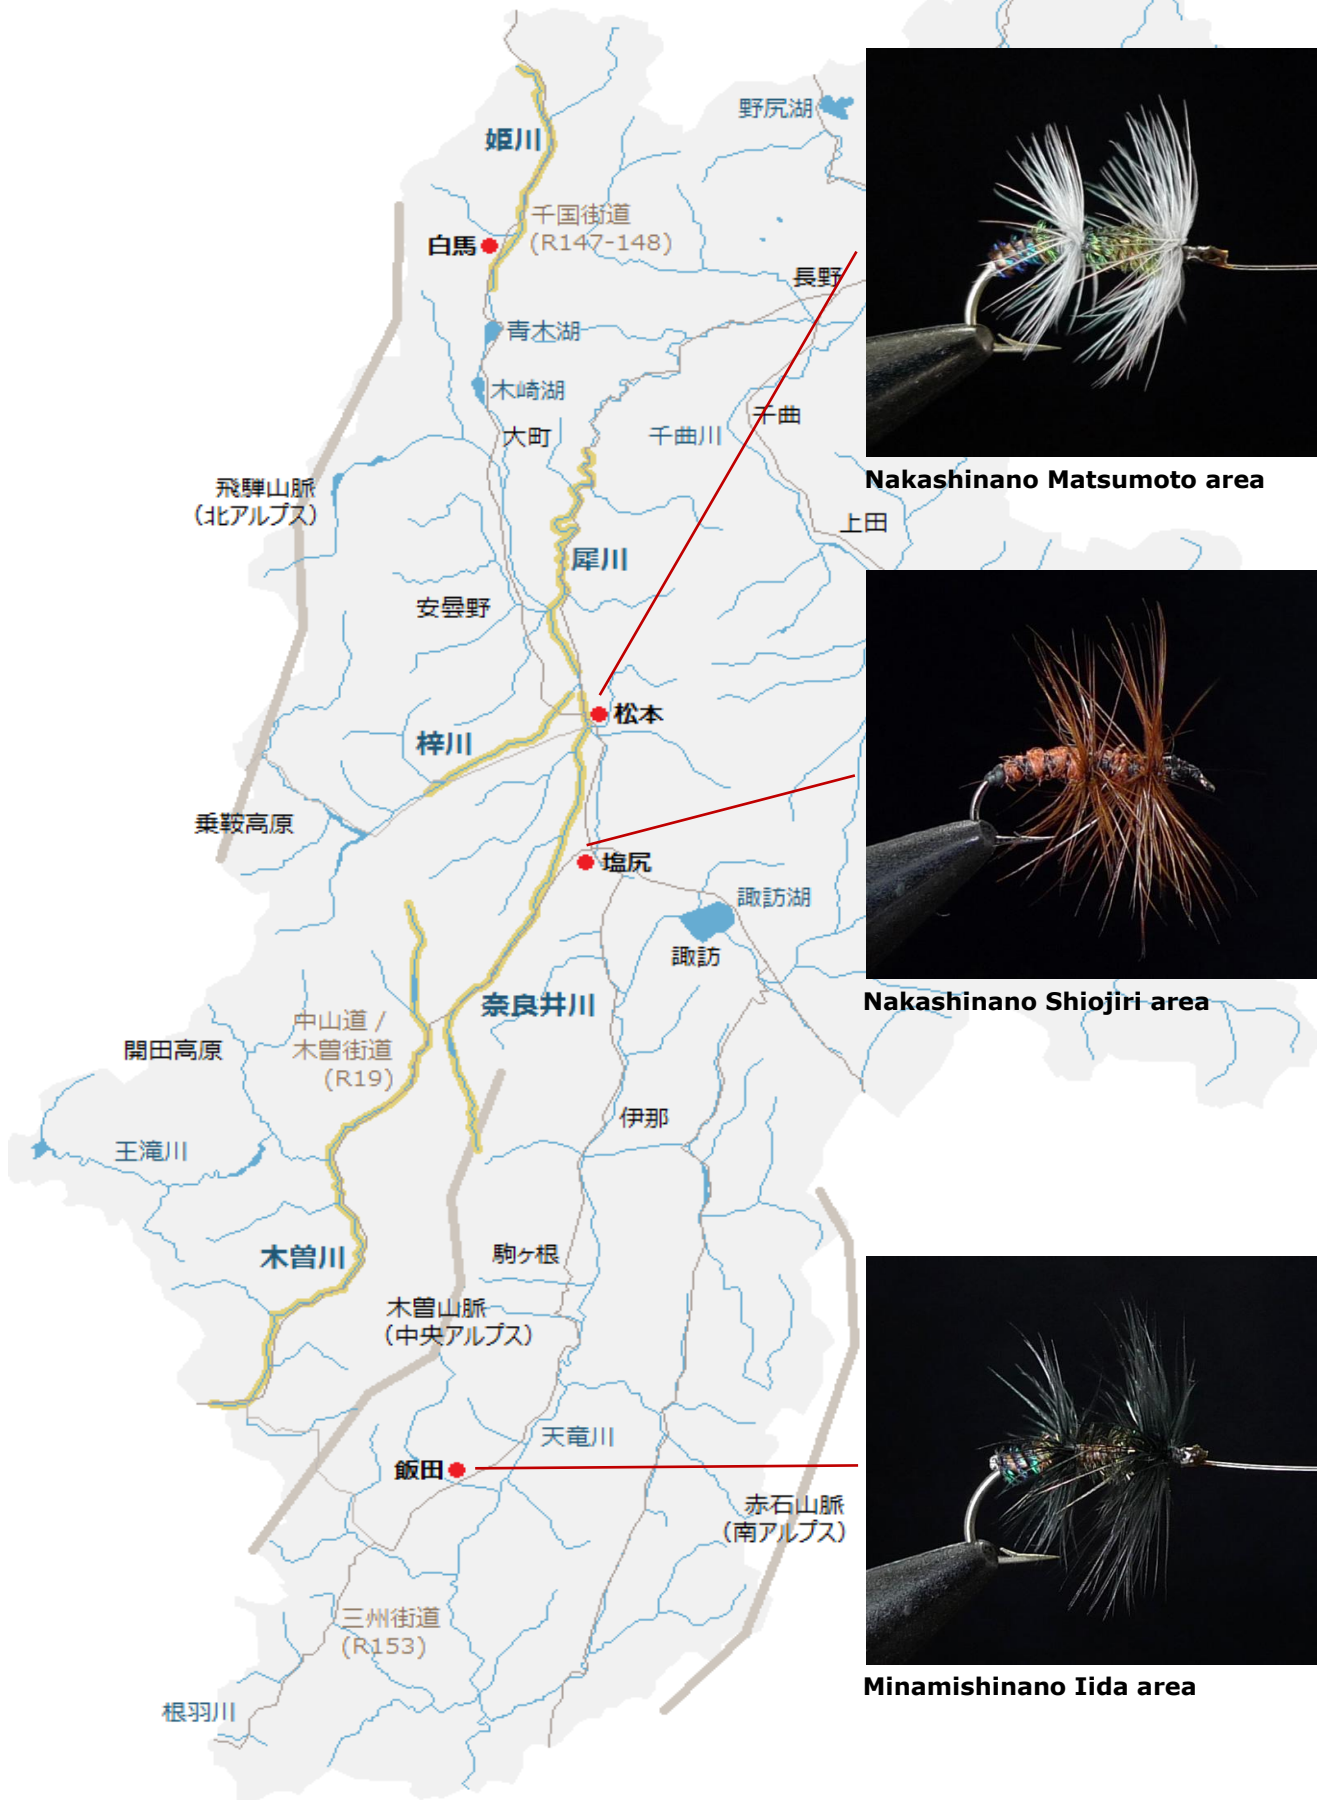 野尻湖
姫川
千国街道
(R147-148)
白馬
長野
青木湖
木崎湖
大町
千曲川
千曲
Nakashinano Matsumoto area
飛騨山脈
(北アルプス)
上田
犀川
安曇野
松本
梓川
乗鞍高原
塩尻
諏訪湖
諏訪
奈良井川
Nakashinano Shiojiri area
中山道 /
木曽街道
(R19)
開田高原
伊那
王滝川
木曽川
駒ヶ根
木曽山脈
(中央アルプス)
天竜川
飯田
赤石山脈
(南アルプス)
三州街道
(R153)
Minamishinano Iida area
根羽川